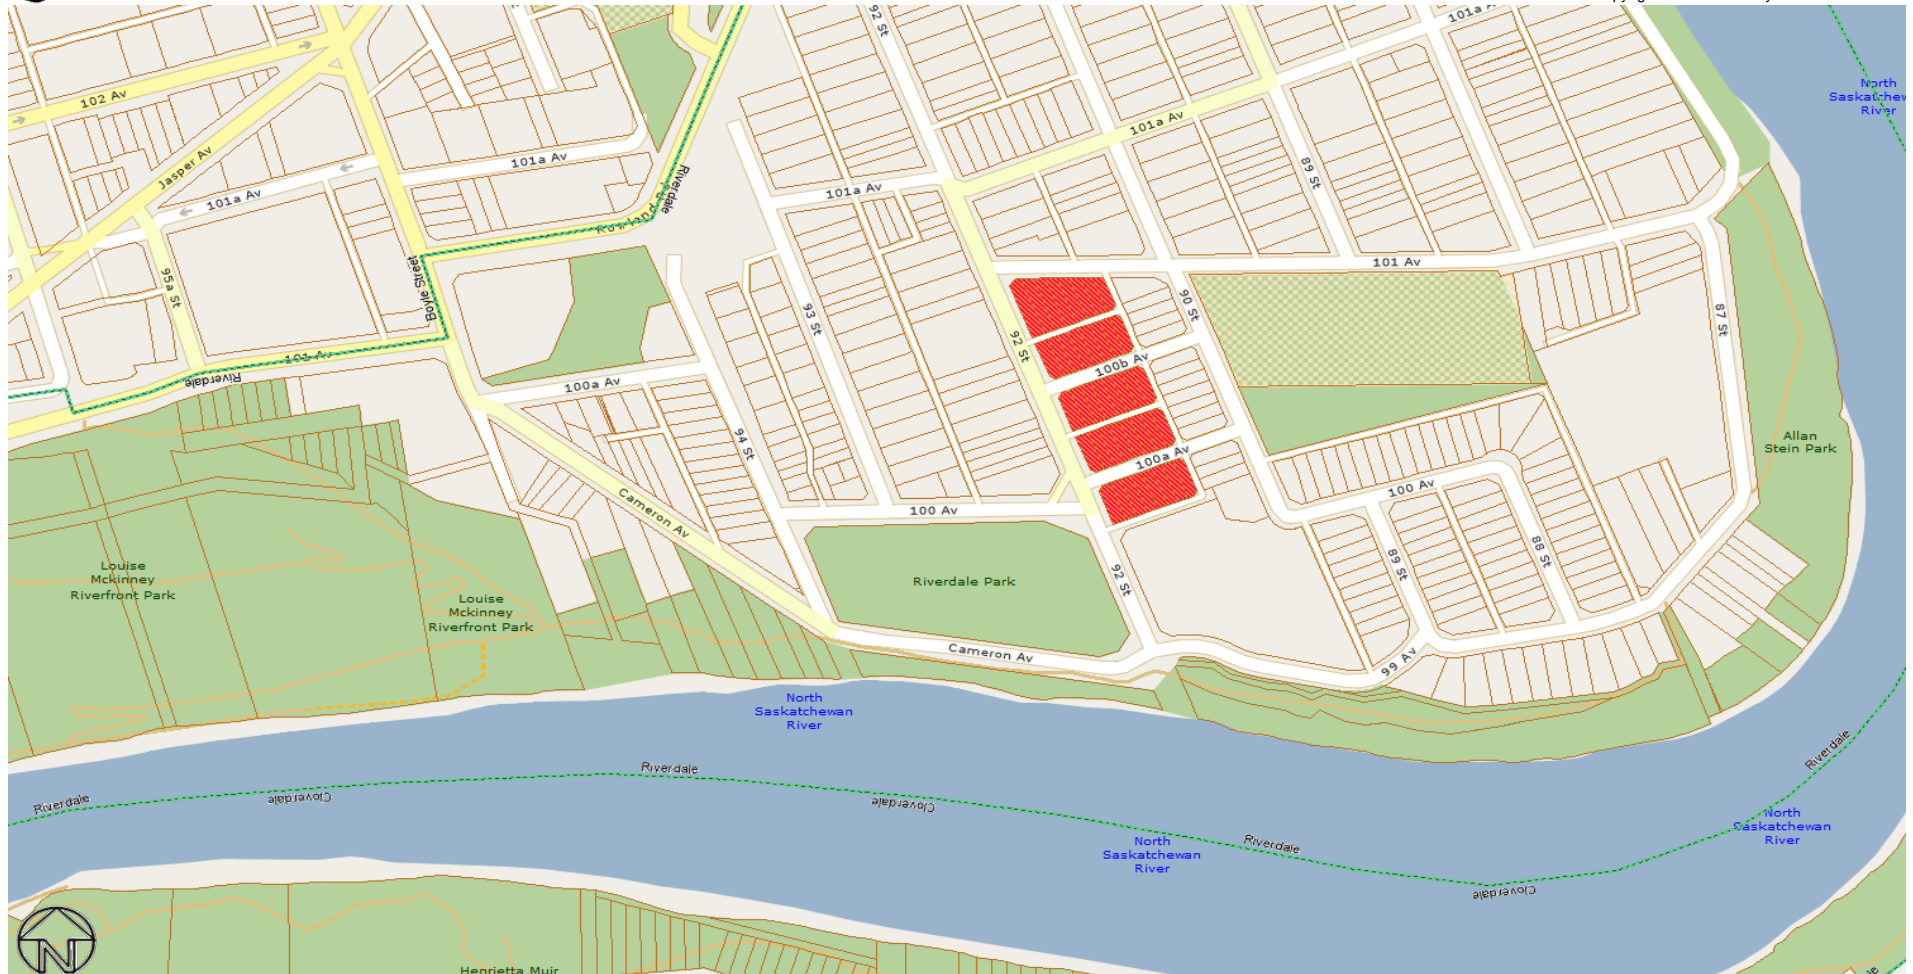 92 St
101a Av
North
Saskatchew
River
102 Av
Jasper Av
101a Av
101a Av
Riverdale
101a Av
101a Av
89 St
95a St
Boyle Street
101 Av
Riverdale
100a Av
93 St
92 St
90 St
101 Av
87 St
100b Av
100a Av
94 St
Cameron Av
100 Av
100 Av
Allan
Stein Park
89 St
88 St
92 St
Riverdale Park
Louise
Mckinney
Riverfront Park
Louise
Mckinney
Riverfront Park
Cameron Av
99 Av
North
Saskatchewan
River
Riverdale
Riverdale
Cloverdale
Cloverdale
North
Saskatchewan
River
Riverdale
Riverdale
North
Saskatchewan
River
Cloverdale
Henrietta Muir
N